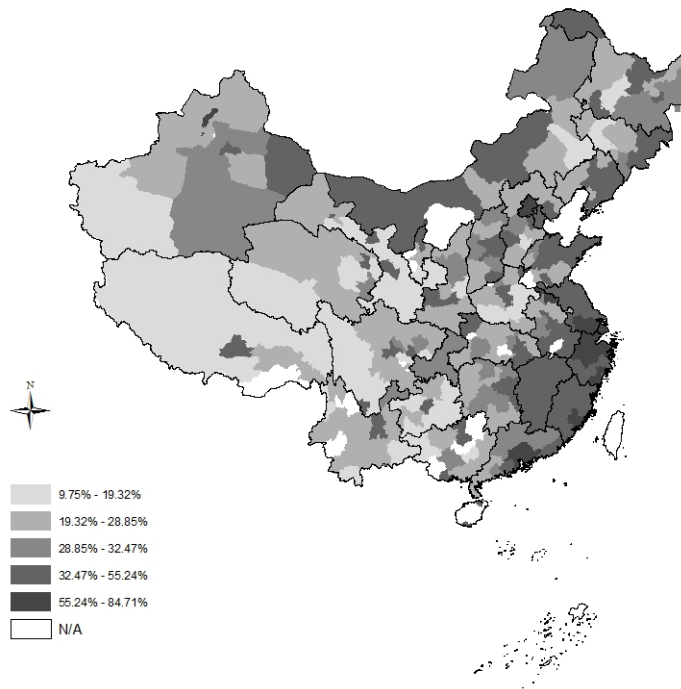 N
9.75% - 19.32%
19.32% - 28.85%
28.85% - 32.47%
32.47% - 55.24%
55.24% - 84.71%
N/A